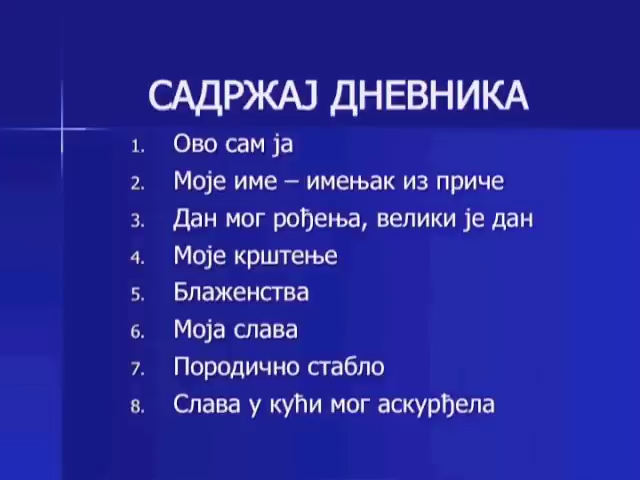 САДРЖАЈ ДНЕВНИКА
1. Ово сам ја
2. Моје име – имењак из приче
3. Дан мог рођења, велики је дан
4. Моје крштење
5. Блаженства
6. Моја слава
7. Породично стабло
8. Слава у кући мог аскурђела